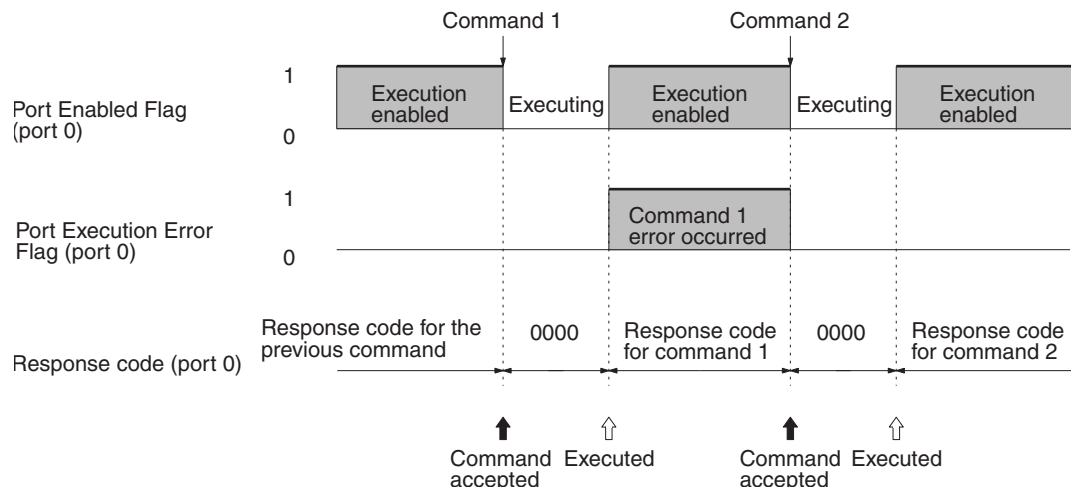 Command 1
Command 2
1
Port Enabled Flag
(port 0)
0
Execution
enabled
Executing
Execution
enabled
Executing
Execution
enabled
1
Port Execution Error
Flag (port 0)
0
Command 1
error occurred
Response code (port 0)
Response code for the
previous command
0000
Response code
for command 1
0000
Response code
for command 2
Command
accepted
Executed
Command
accepted
Executed